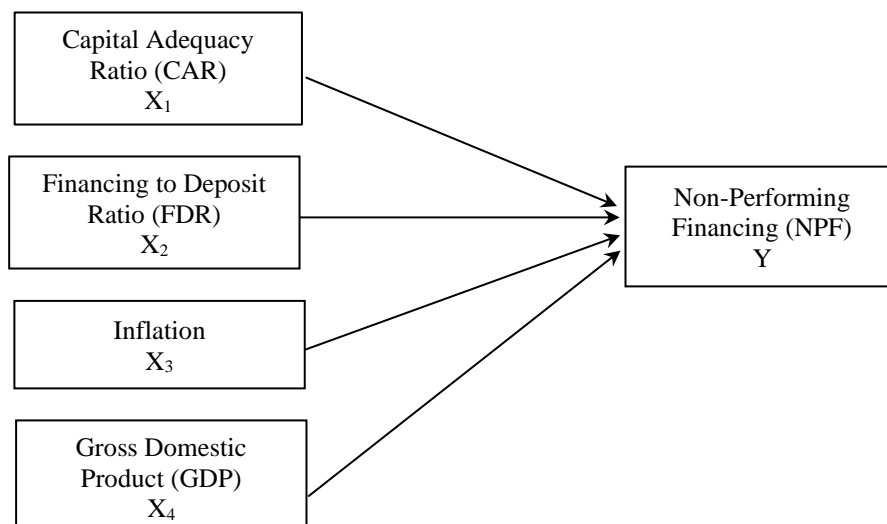 Capital Adequacy
Ratio (CAR)
X₁
Financing to Deposit
Ratio (FDR)
X₂
Inflation
X₃
Gross Domestic
Product (GDP)
X₄
Non-Performing
Financing (NPF)
Y